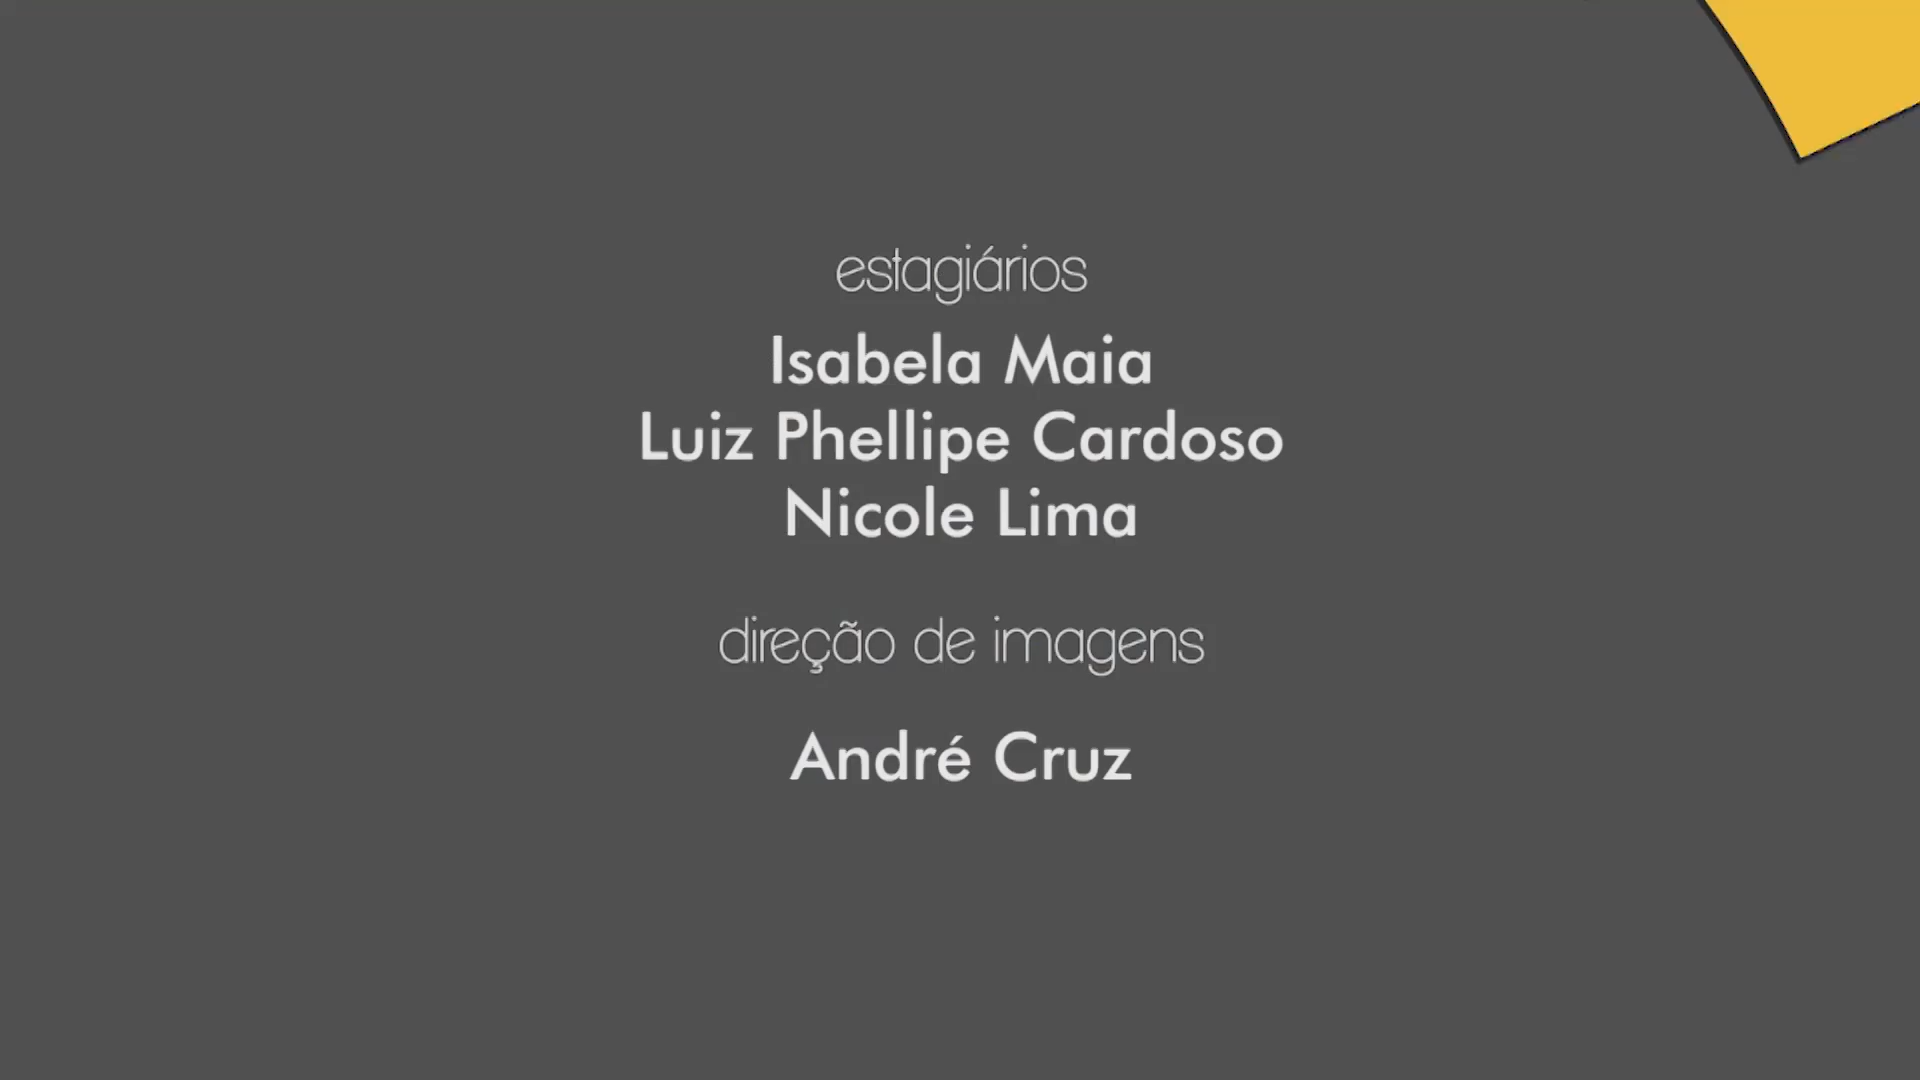 estagiários
Isabela Maia
Luiz Phellipe Cardoso
Nicole Lima
direção de imagens
André Cruz